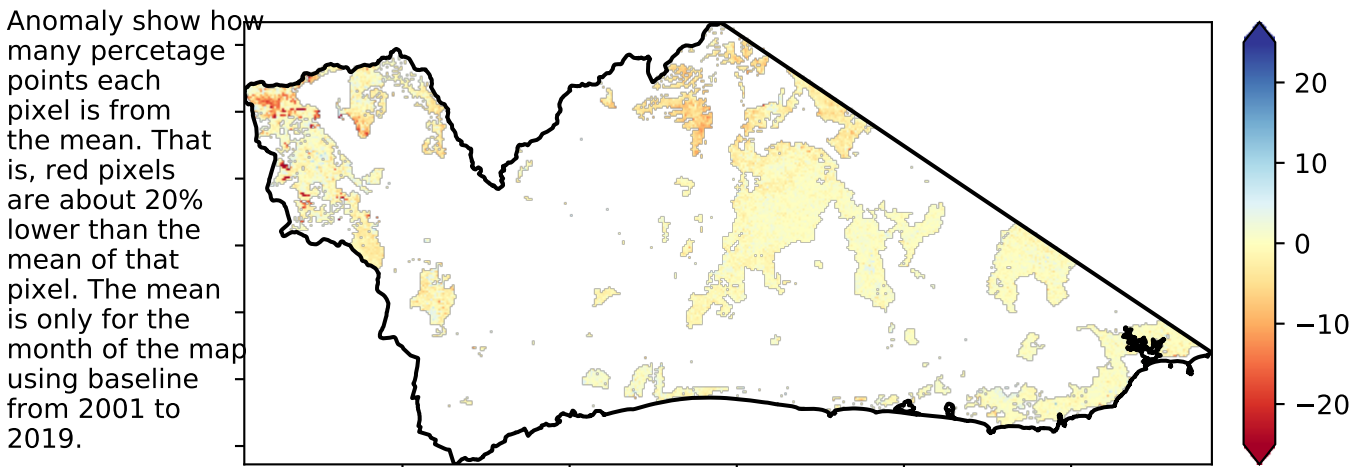 Anomaly show how
many percetage
points each
pixel is from
the mean. That
is, red pixels
are about 20%
lower than the
mean of that
pixel. The mean
is only for the
month of the map
using baseline
from 2001 to
2019.
20
10
0
−10
−20